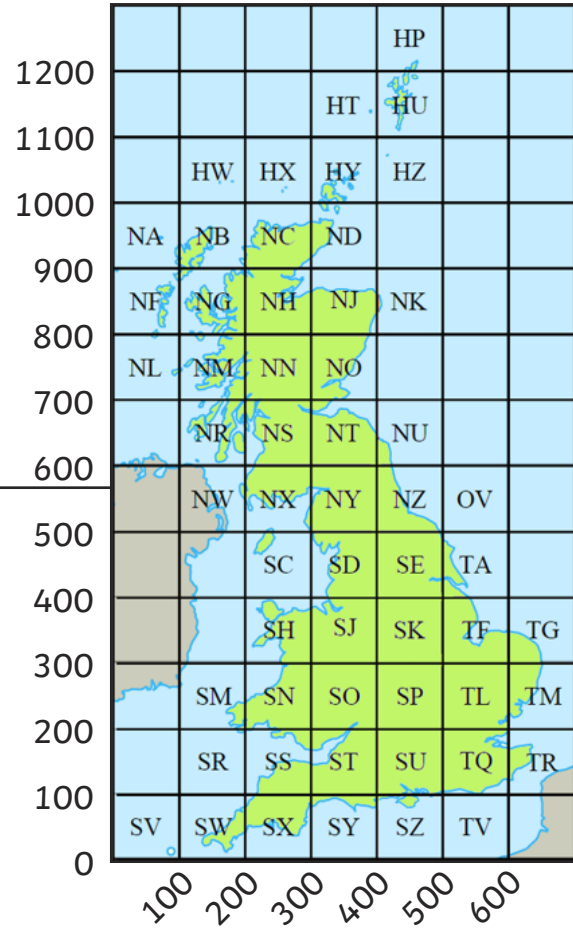 HP
1200
HT HU
1100
HW HX HY HZ
1000
NA NB NC ND
900
NF NG NH NJ NK
800
NL NM NN NO
700
NR NS NT NU
600
NW NX NY NZ OV
500
SC SD SE TA
400
SH SJ SK TF TG
300
SM SN SO SP TL TM
200
SR SS ST SU TQ TR
100
SV SW SX SY SZ TV
0
100 200 300 400 500 600